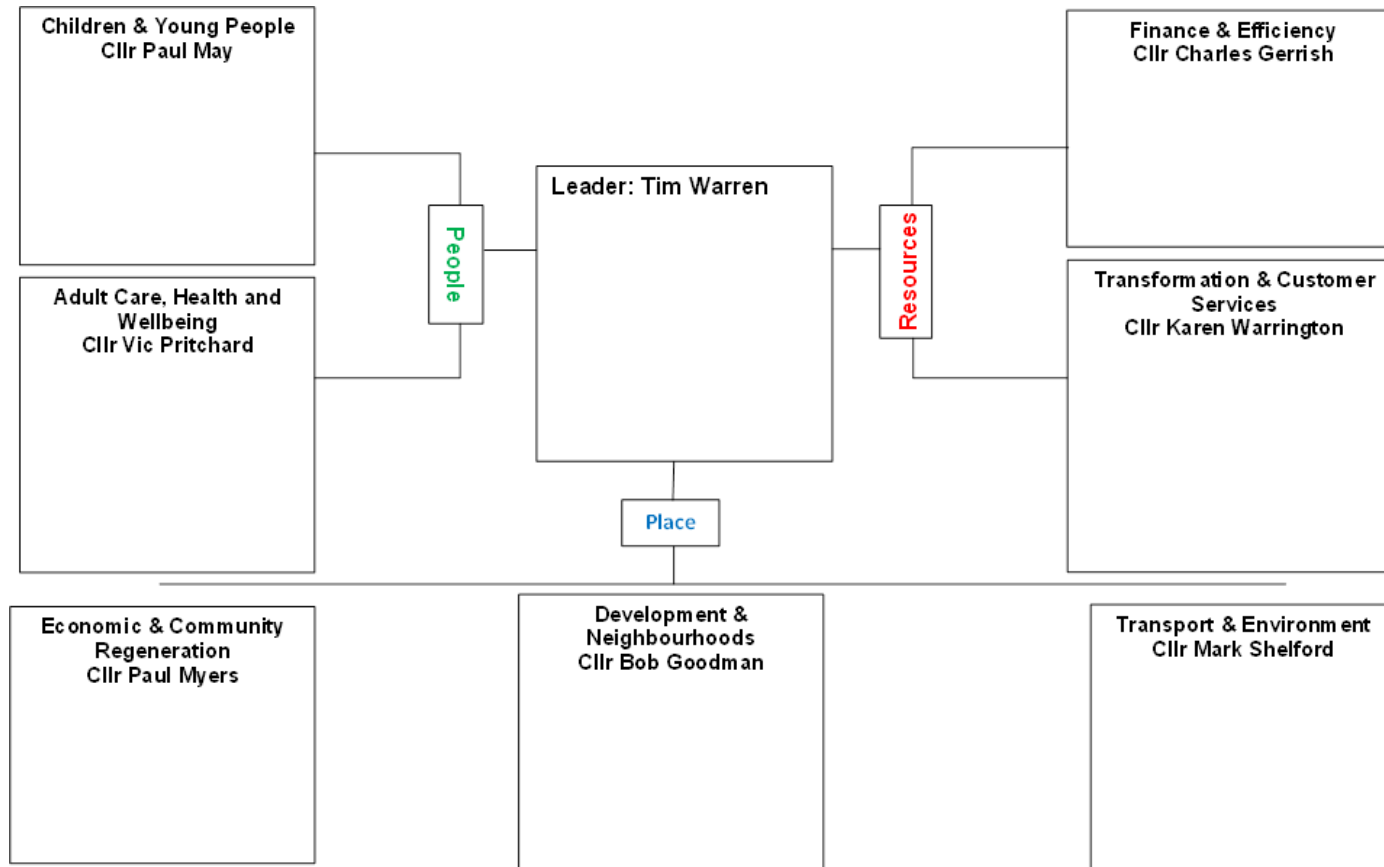 Children & Young People
Cllr Paul May
Finance & Efficiency
Cllr Charles Gerrish
Leader: Tim Warren
People
Resources
Adult Care, Health and
Wellbeing
Cllr Vic Pritchard
Transformation & Customer
Services
Cllr Karen Warrington
Place
Economic & Community
Regeneration
Cllr Paul Myers
Development &
Neighbourhoods
Cllr Bob Goodman
Transport & Environment
Cllr Mark Shelford